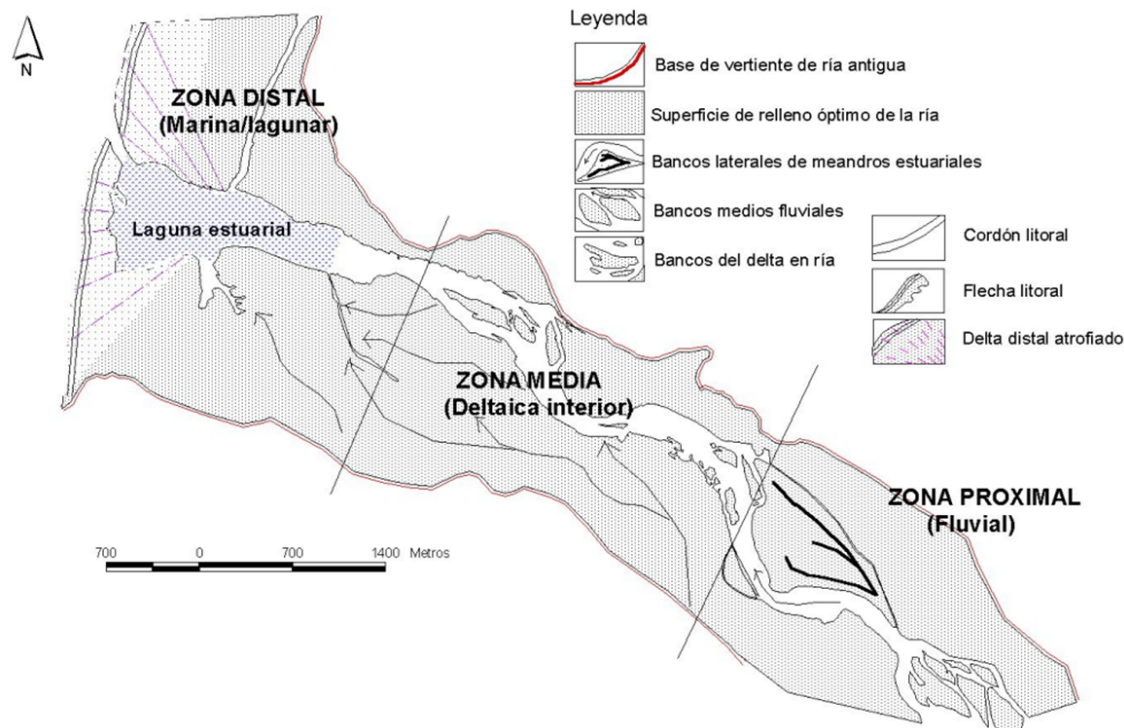 Leyenda
N
Base de vertiente de ría antigua
Superficie de relleno óptimo de la ría
Bancos laterales de meandros estuariales
Bancos medios fluviales
Bancos del delta en ría
Cordón litoral
Flecha litoral
Delta distal atrofiado
ZONA DISTAL
(Marina/lagunar)
Laguna estuarial
ZONA MEDIA
(Deltaica interior)
ZONA PROXIMAL
(Fluvial)
700 0 700 1400 Metros